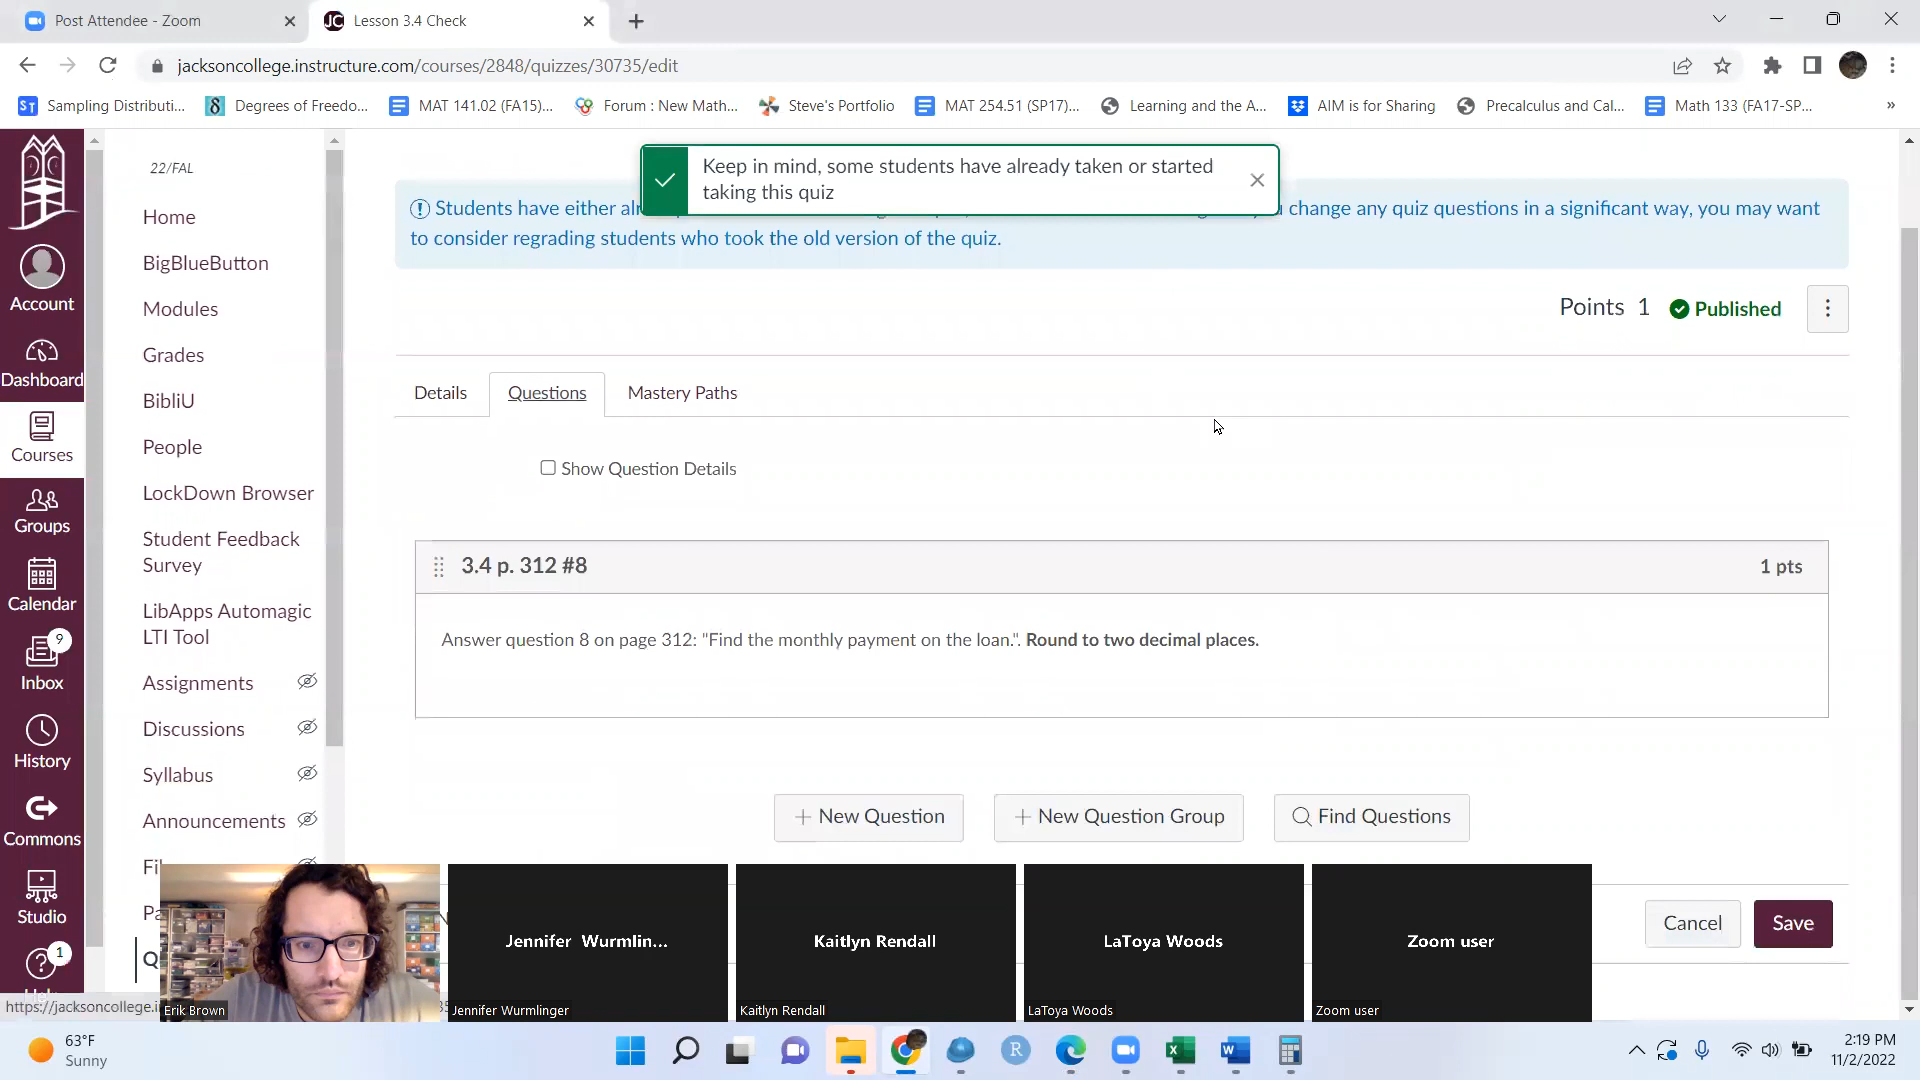 Post Attendee - Zoom
JC
Lesson 3.4 Check
jacksoncollege.instructure.com/courses/2848/quizzes/30735/edit
ST
Sampling Distributi...
Degrees of Freedo...
MAT 141.02 (FA15)...
Forum : New Math...
Steve's Portfolio
MAT 254.51 (SP17)...
Learning and the A...
AIM is for Sharing
Precalculus and Cal...
Math 133 (FA17-SP...
»
22/FAL
Home
BigBlueButton
Modules
Grades
BibliU
People
LockDown Browser
Student Feedback
Survey
LibApps Automagic
LTI Tool
Assignments
Discussions
Syllabus
Announcements
Fil
Pa
Q
Account
Dashboard
Courses
Groups
Calendar
9
Inbox
History
Commons
Studio
1
Keep in mind, some students have already taken or started
taking this quiz
Students have either al
change any quiz questions in a significant way, you may want
to consider regrading students who took the old version of the quiz.
Points 1
Published
Details
Questions
Mastery Paths
Show Question Details
3.4 p. 312 #8
1 pts
Answer question 8 on page 312: "Find the monthly payment on the loan.". Round to two decimal places.
+ New Question
+ New Question Group
Find Questions
Cancel
Save
https://jacksoncollege.i
Erik Brown
Jennifer Wurmlin...
Jennifer Wurmlinger
Kaitlyn Rendall
Kaitlyn Rendall
LaToya Woods
LaToya Woods
Zoom user
Zoom user
63°F
Sunny
R
2:19 PM
11/2/2022